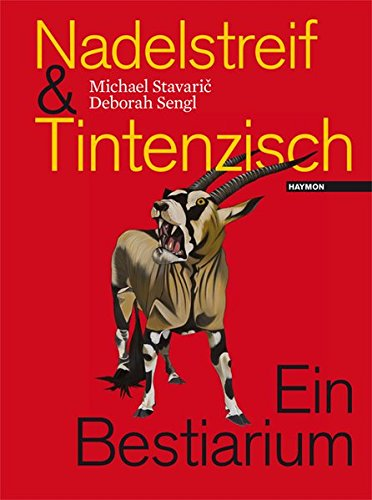 Nadelstreif
&
Michael Stavarič
Deborah Sengl
Tintenzisch
HAYMON
Ein
Bestiarium